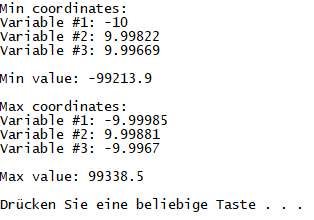 Min coordinates:
Variable #1: -10
Variable #2: 9.99822
Variable #3: 9.99669
Min value: -99213.9
Max coordinates:
Variable #1: -9.99985
Variable #2: 9.99881
Variable #3: -9.9967
Max value: 99338.5
Drücken Sie eine beliebige Taste . . .